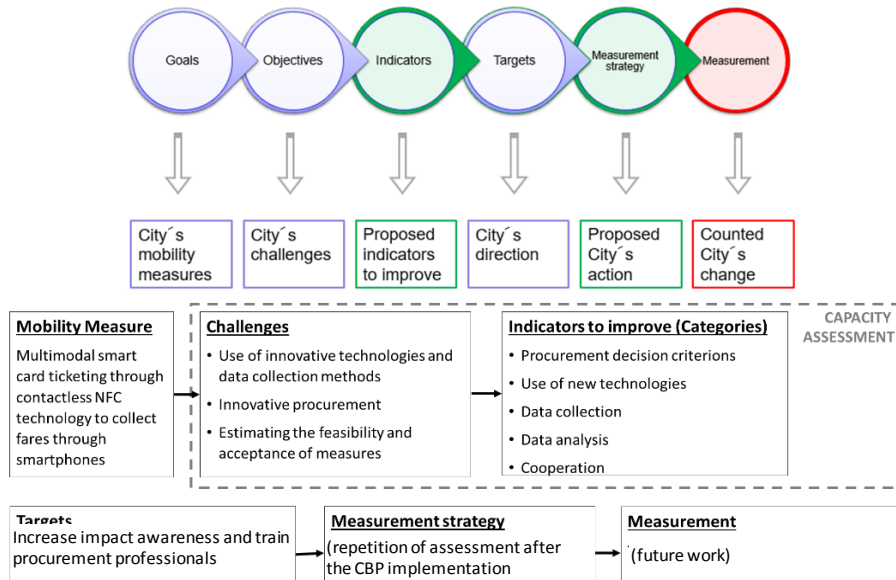 Goals
Objectives
Indicators
Targets
Measurement
strategy
Measurement
City´s
mobility
measures
City´s
challenges
Proposed
indicators
to improve
City´s
direction
Proposed
City´s
action
Counted
City´s
change
CAPACITY
ASSESSMENT
Mobility Measure
Multimodal smart
card ticketing through
contactless NFC
technology to collect
fares through
smartphones
Challenges
• Use of innovative technologies and
data collection methods
• Innovative procurement
• Estimating the feasibility and
acceptance of measures
Indicators to improve (Categories)
• Procurement decision criterions
• Use of new technologies
• Data collection
• Data analysis
• Cooperation
Targets
Increase impact awareness and train
procurement professionals
Measurement strategy
(repetition of assessment after
the CBP implementation
Measurement
(future work)